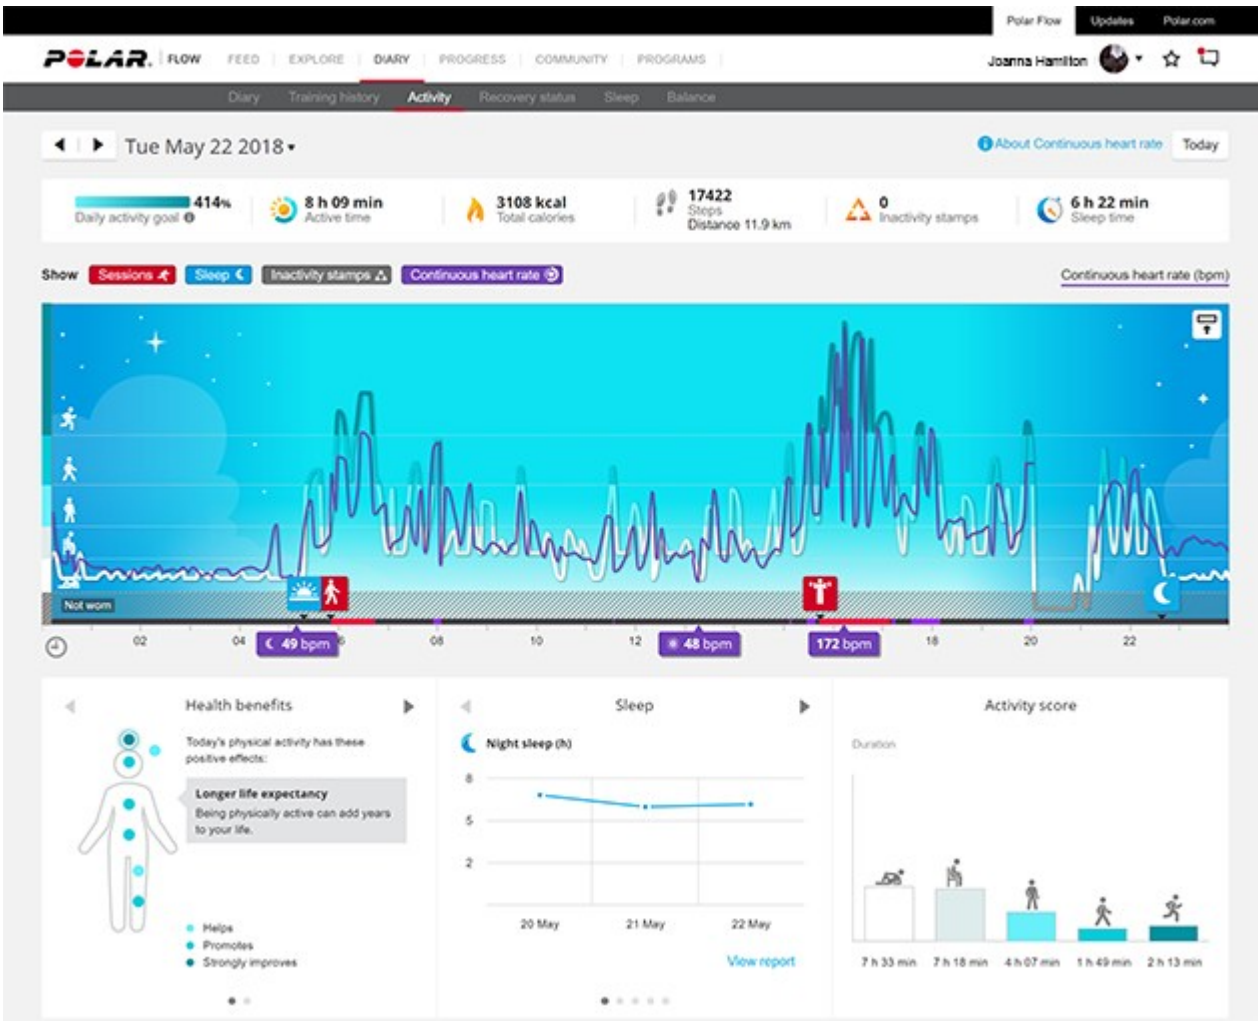 Polar Flow Updates Polar.com
POLAR. FLOW FEED EXPLORE DIARY PROGRESS COMMUNITY PROGRAMS Joanna Hamilton
Diary Training history Activity Recovery status Sleep Balance
Tue May 22 2018 About Continuous heart rate Today
414% 8 h 09 min 3108 kcal 17422 0 6 h 22 min
Daily activity goal Active time Total calories Steps Inactivity stamps Sleep time
Distance 11.9 km
Show Sessions Sleep Inactivity stamps Continuous heart rate Continuous heart rate (bpm)
Not worn
02 04 6 8 10 12 18 20 22
49 bpm 48 bpm 172 bpm
Health benefits
Today's physical activity has these
positive effects:
Longer life expectancy
Being physically active can add years
to your life.
Helps
Promotes
Strongly improves
Sleep
Night sleep (h)
8
5
2
20 May 21 May 22 May
View report
Activity score
Duration
7 h 33 min 7 h 18 min 4 h 07 min 1 h 49 min 2 h 13 min